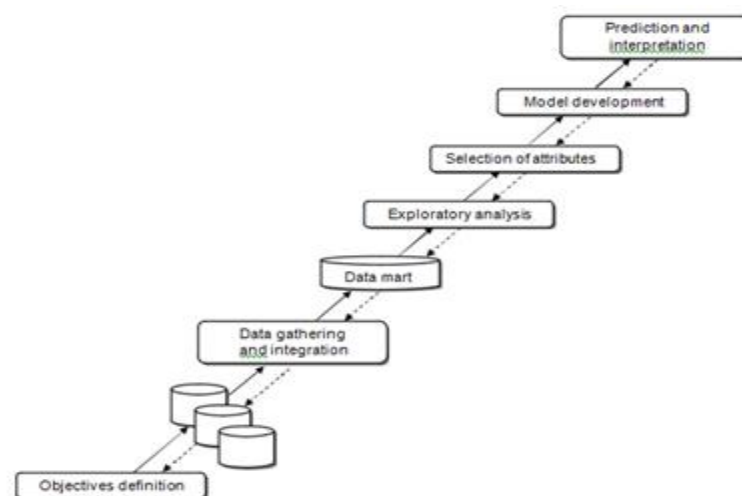 Prediction and
interpretation
Model development
Selection of attributes
Exploratory analysis
Data mart
Data gathering
and integration
Objectives definition